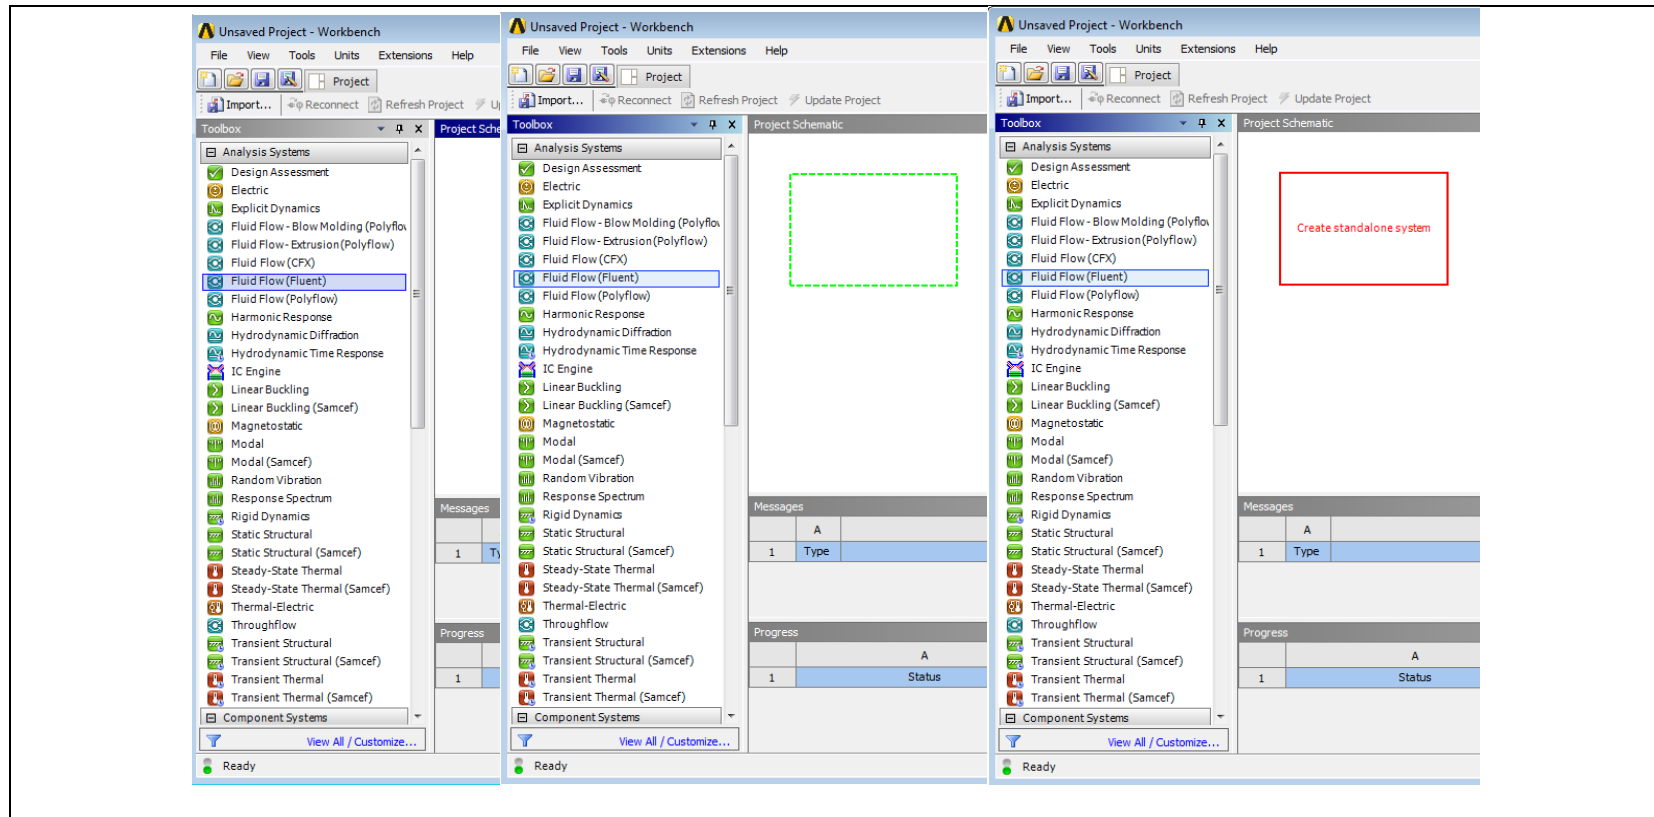 Unsaved Project - Workbench
File View Tools Units Extensions Help
Project
Import... Reconnect Refresh Project
Toolbox
Project Sche
Analysis Systems
Design Assessment
Electric
Explicit Dynamics
Fluid Flow - Blow Molding (Polyflow
Fluid Flow - Extrusion (Polyflow)
Fluid Flow (CFX)
Fluid Flow (Fluent)
Fluid Flow (Polyflow)
Harmonic Response
Hydrodynamic Diffraction
Hydrodynamic Time Response
IC Engine
Linear Buckling
Linear Buckling (Samcef)
Magnetostatic
Modal
Modal (Samcef)
Random Vibration
Response Spectrum
Rigid Dynamics
Static Structural
Static Structural (Samcef)
Steady-State Thermal
Steady-State Thermal (Samcef)
Thermal-Electric
Throughflow
Transient Structural
Transient Structural (Samcef)
Transient Thermal
Transient Thermal (Samcef)
Component Systems
View All / Customize...
Ready
Messages
1 Ty
Progress
1
Unsaved Project - Workbench
File View Tools Units Extensions Help
Project
Import... Reconnect Refresh Project Update Project
Toolbox
Project Schematic
Analysis Systems
Design Assessment
Electric
Explicit Dynamics
Fluid Flow - Blow Molding (Polyflow
Fluid Flow - Extrusion (Polyflow)
Fluid Flow (CFX)
Fluid Flow (Fluent)
Fluid Flow (Polyflow)
Harmonic Response
Hydrodynamic Diffraction
Hydrodynamic Time Response
IC Engine
Linear Buckling
Linear Buckling (Samcef)
Magnetostatic
Modal
Modal (Samcef)
Random Vibration
Response Spectrum
Rigid Dynamics
Static Structural
Static Structural (Samcef)
Steady-State Thermal
Steady-State Thermal (Samcef)
Thermal-Electric
Throughflow
Transient Structural
Transient Structural (Samcef)
Transient Thermal
Transient Thermal (Samcef)
Component Systems
View All / Customize...
Ready
Messages
A
1 Type
Progress
A
1 Status
Unsaved Project - Workbench
File View Tools Units Extensions Help
Project
Import... Reconnect Refresh Project Update Project
Toolbox
Project Schematic
Analysis Systems
Design Assessment
Electric
Explicit Dynamics
Fluid Flow - Blow Molding (Polyflow
Fluid Flow - Extrusion (Polyflow)
Fluid Flow (CFX)
Fluid Flow (Fluent)
Fluid Flow (Polyflow)
Harmonic Response
Hydrodynamic Diffraction
Hydrodynamic Time Response
IC Engine
Linear Buckling
Linear Buckling (Samcef)
Magnetostatic
Modal
Modal (Samcef)
Random Vibration
Response Spectrum
Rigid Dynamics
Static Structural
Static Structural (Samcef)
Steady-State Thermal
Steady-State Thermal (Samcef)
Thermal-Electric
Throughflow
Transient Structural
Transient Structural (Samcef)
Transient Thermal
Transient Thermal (Samcef)
Component Systems
View All / Customize...
Ready
Create standalone system
Messages
A
1 Type
Progress
A
1 Status